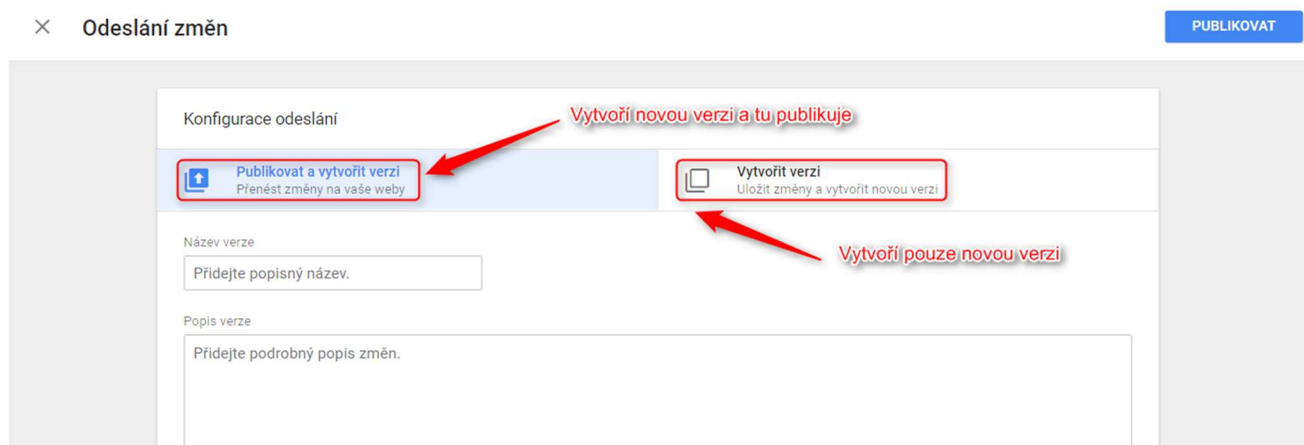 Odeslání změn
PUBLIKOVAT
Konfigurace odeslání
Vytvoří novou verzi a tu publikuje
Publikovat a vytvořit verzi
Přenést změny na vaše weby
Vytvořit verzi
Uložit změny a vytvořit novou verzi
Vytvoří pouze novou verzi
Název verze
Přidejte popisný název.
Popis verze
Přidejte podrobný popis změn.